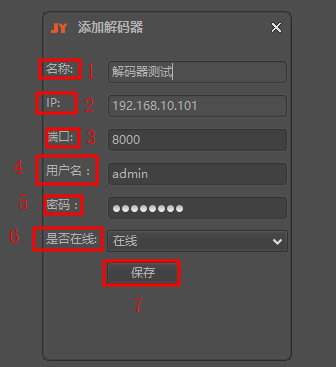 JY 添加解码器
名称: 1 解码器测试
IP: 2 192.168.10.101
端口: 3 8000
4 用户名： admin
5 密码： ●●●●●●●●
6 是否在线: 在线
保存
7